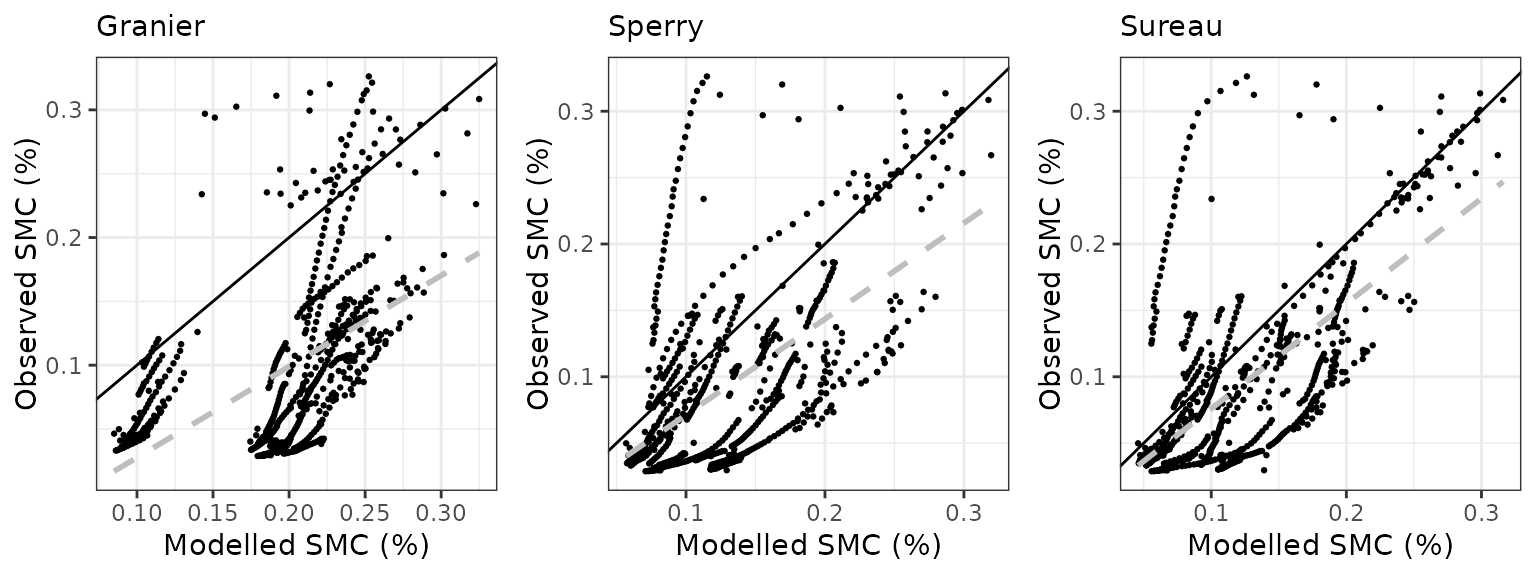 Granier
Observed SMC (%)
0.3
0.2
0.1
0.10 0.15 0.20 0.25 0.30
Modelled SMC (%)
Sperry
Observed SMC (%)
0.3
0.2
0.1
0.1 0.2 0.3
Modelled SMC (%)
Sureau
Observed SMC (%)
0.3
0.2
0.1
0.1 0.2 0.3
Modelled SMC (%)